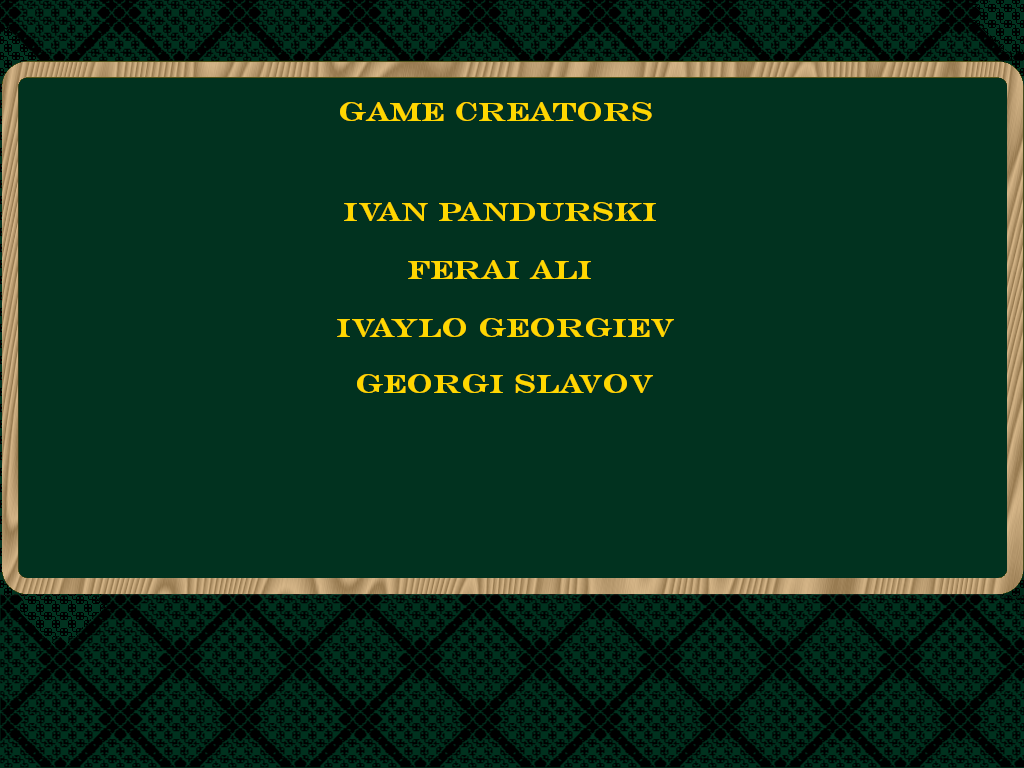 GAME CREATORS
IVAN PANDURSKI
FERAI ALI
IVAYLO GEORGIEV
GEORGI SLAVOV